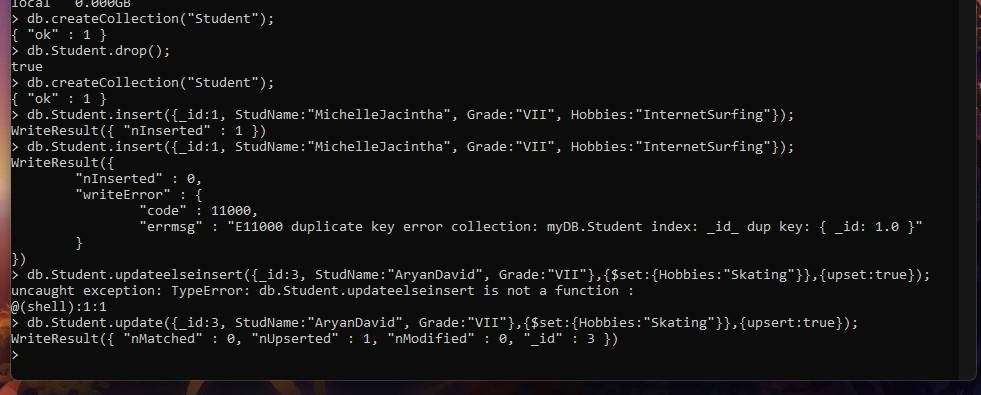 local   0.000GB
> db.createCollection("Student");
{ "ok" : 1 }
> db.Student.drop();
true
> db.createCollection("Student");
{ "ok" : 1 }
> db.Student.insert({_id:1, StudName:"MichelleJacintha", Grade:"VII", Hobbies:"InternetSurfing"});
WriteResult({ "nInserted" : 1 })
> db.Student.insert({_id:1, StudName:"MichelleJacintha", Grade:"VII", Hobbies:"InternetSurfing"});
WriteResult({
        "nInserted" : 0,
        "writeError" : {
                "code" : 11000,
                "errmsg" : "E11000 duplicate key error collection: myDB.Student index: _id_ dup key: { _id: 1.0 }"
        }
})
> db.Student.updateelseinsert({_id:3, StudName:"AryanDavid", Grade:"VII"},{$set:{Hobbies:"Skating"}},{upset:true});
uncaught exception: TypeError: db.Student.updateelseinsert is not a function :
@(shell):1:1
> db.Student.update({_id:3, StudName:"AryanDavid", Grade:"VII"},{$set:{Hobbies:"Skating"}},{upsert:true});
WriteResult({ "nMatched" : 0, "nUpserted" : 1, "nModified" : 0, "_id" : 3 })
>